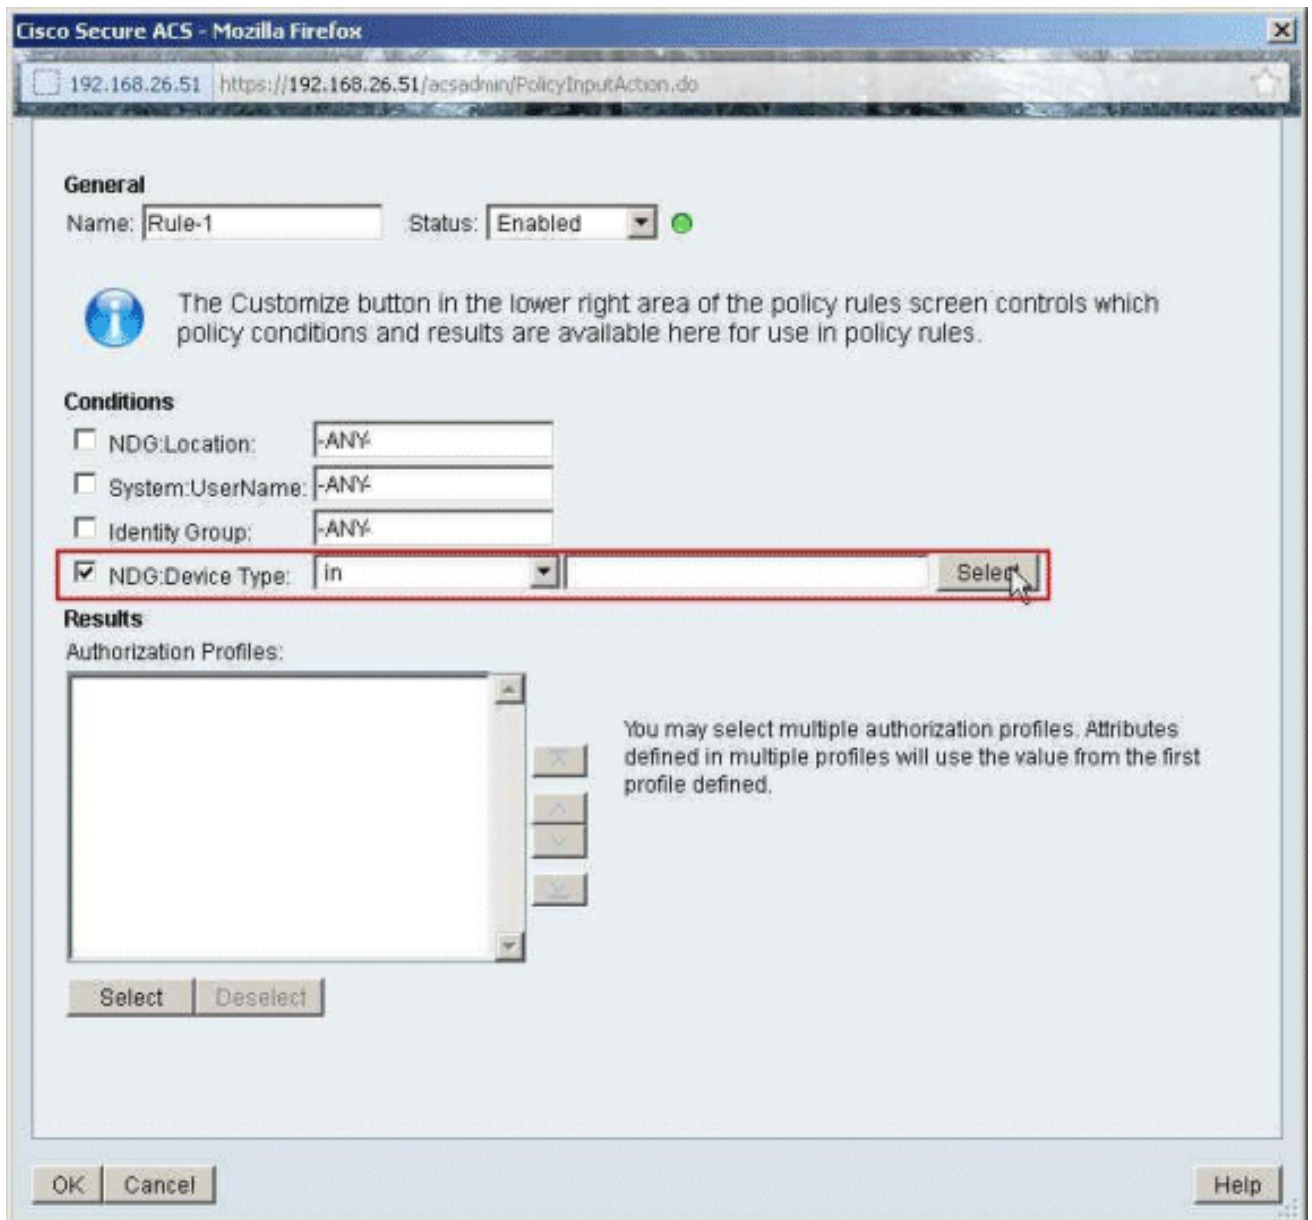 Cisco Secure ACS - Mozilla Firefox
192.168.26.51 https://192.168.26.51/acsadmin/PolicyInputAction.do
General
Name: Rule-1 Status: Enabled
The Customize button in the lower right area of the policy rules screen controls which
policy conditions and results are available here for use in policy rules.
Conditions
NDG:Location: -ANY-
System:UserName: -ANY-
Identity Group: -ANY-
NDG:Device Type: in Select
Results
Authorization Profiles:
You may select multiple authorization profiles. Attributes
defined in multiple profiles will use the value from the first
profile defined.
Select Deselect
OK Cancel Help